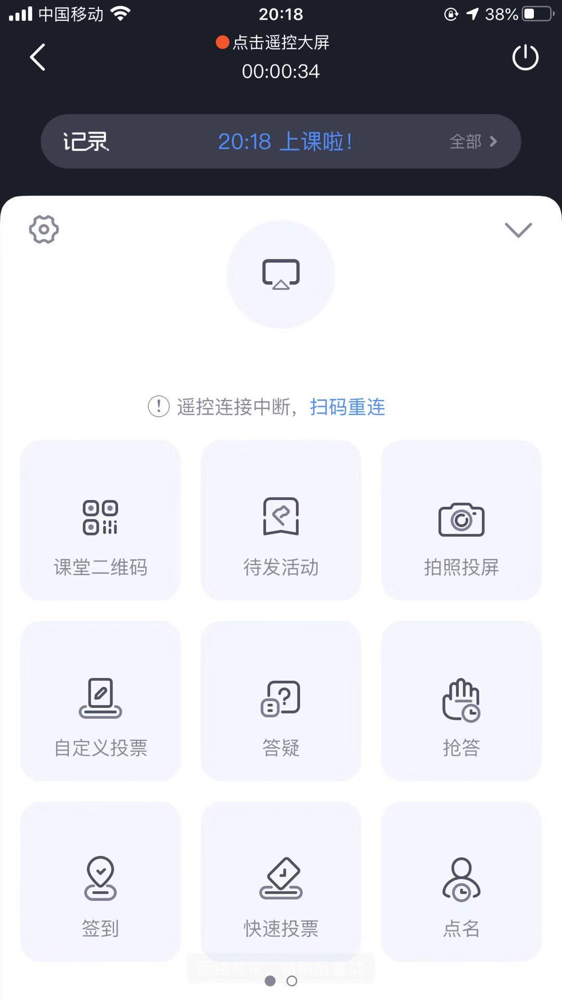 中国移动 20:18 38%
点击遥控大屏
00:00:34
记录 20:18 上课啦！ 全部
遥控连接中断，扫码重连
课堂二维码 待发活动 拍照投屏
自定义投票 答疑 抢答
签到 快速投票 点名